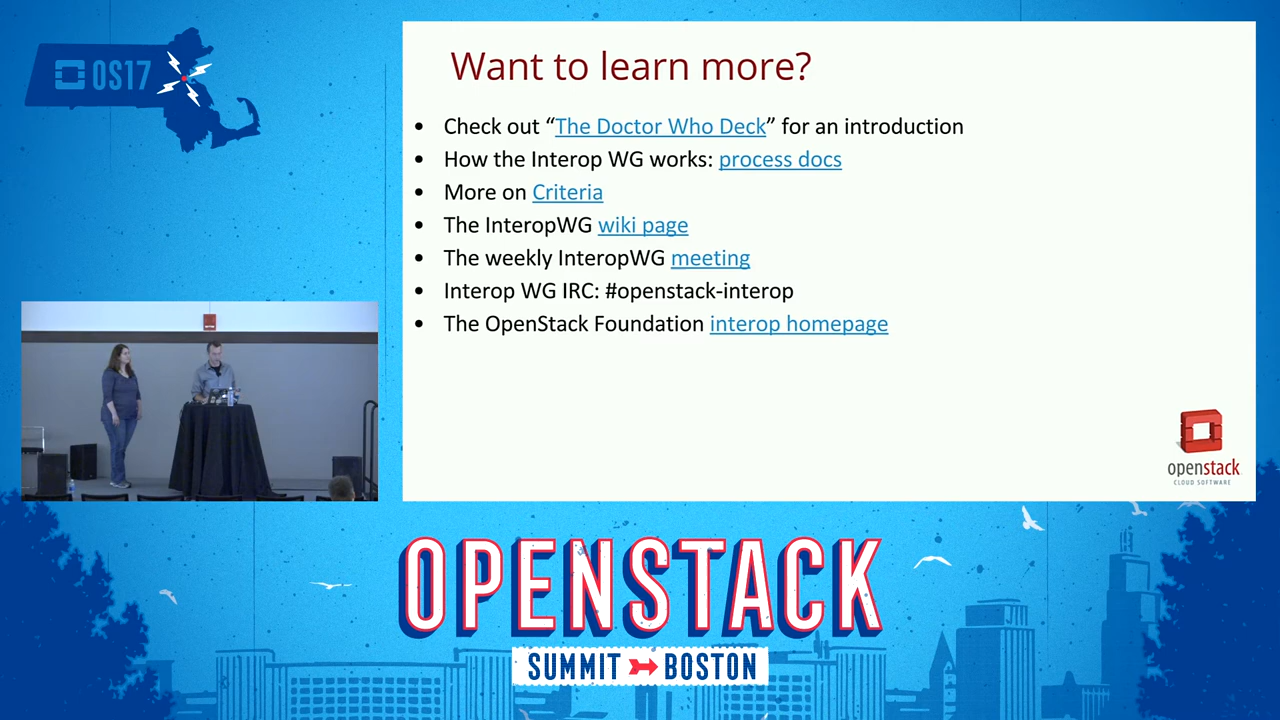 OS17
Want to learn more?
• Check out “The Doctor Who Deck” for an introduction
• How the Interop WG works: process docs
• More on Criteria
• The InteropWG wiki page
• The weekly InteropWG meeting
• Interop WG IRC: #openstack-interop
• The OpenStack Foundation interop homepage
openstack
CLOUD SOFTWARE
OPENSTACK
SUMMIT BOSTON